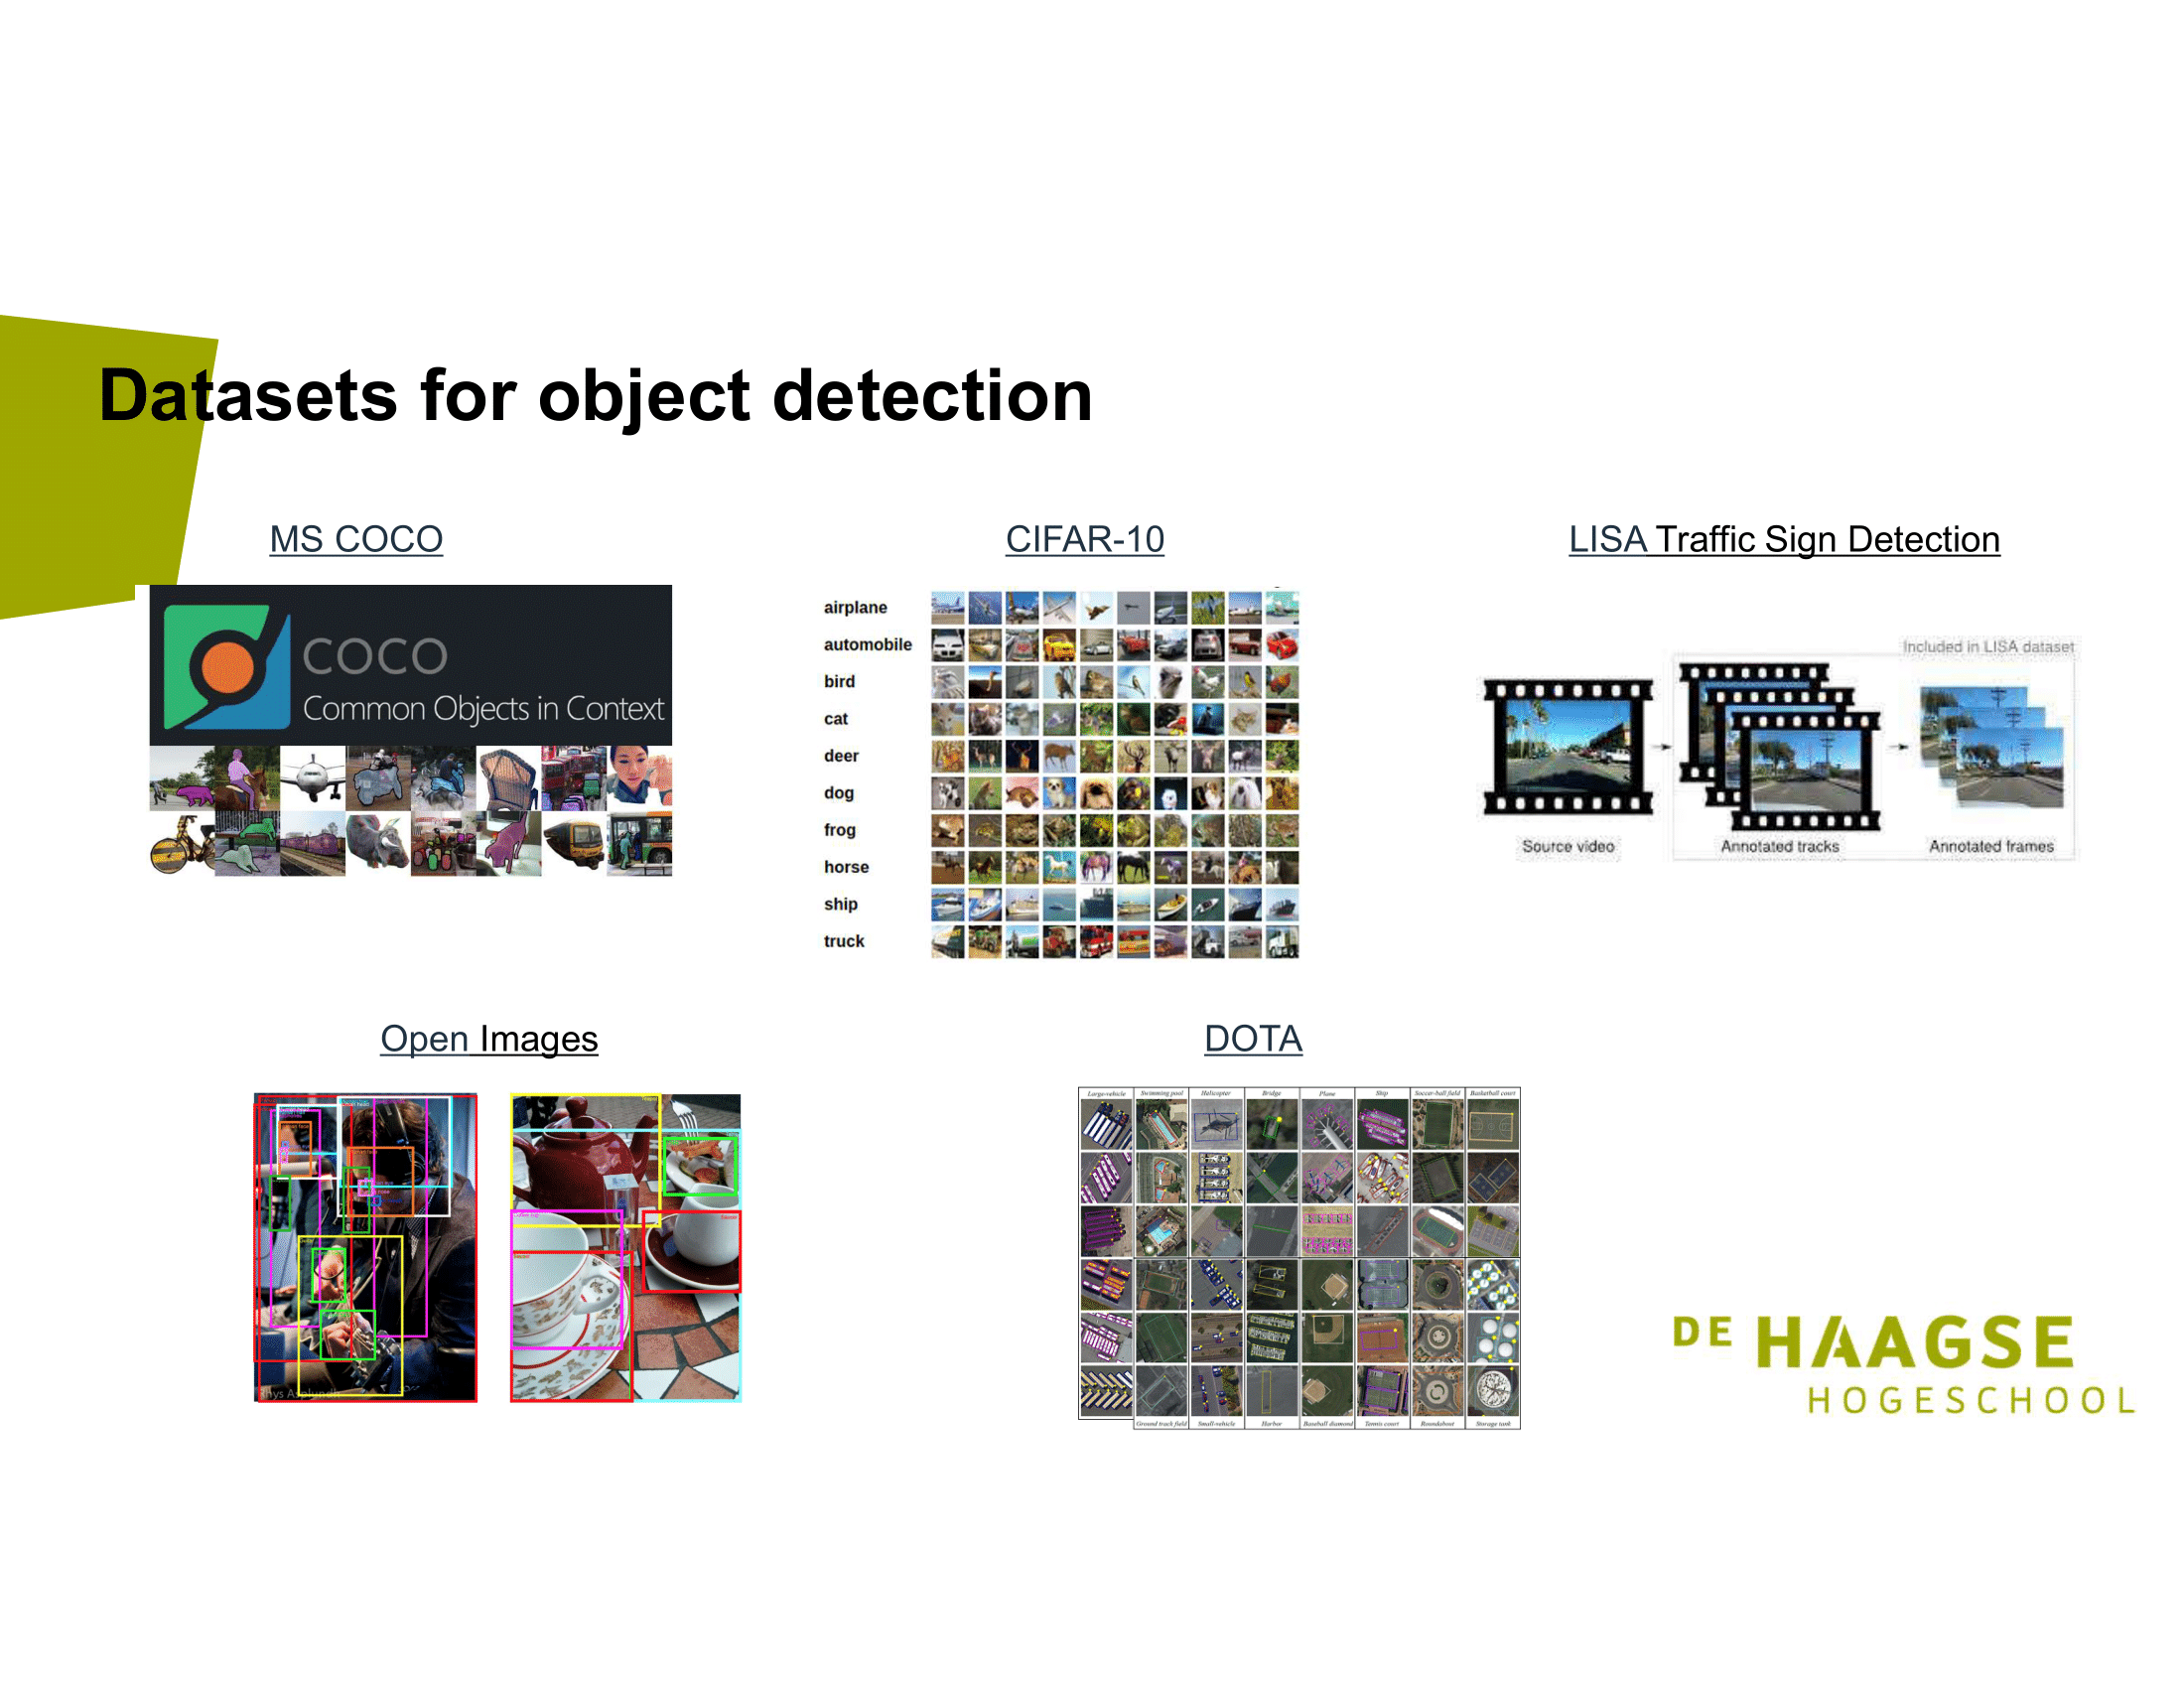 Datasets for object detection
MS COCO
CIFAR-10
LISA Traffic Sign Detection
COCO
Common Objects in Context
airplane
automobile
bird
cat
deer
dog
frog
horse
ship
truck
Included in LISA dataset
Source video
Annotated tracks
Annotated frames
Open Images
DOTA
Large-vehicle
Swimming pool
Helicopter
Bridge
Plane
Ship
Soccer-ball field
Basketball court
Ground track field
Small-vehicle
Harbor
Baseball diamond
Tennis court
Roundabout
Storage tank
Rhys Asplundh
DE HAAGSE
HOGESCHOOL